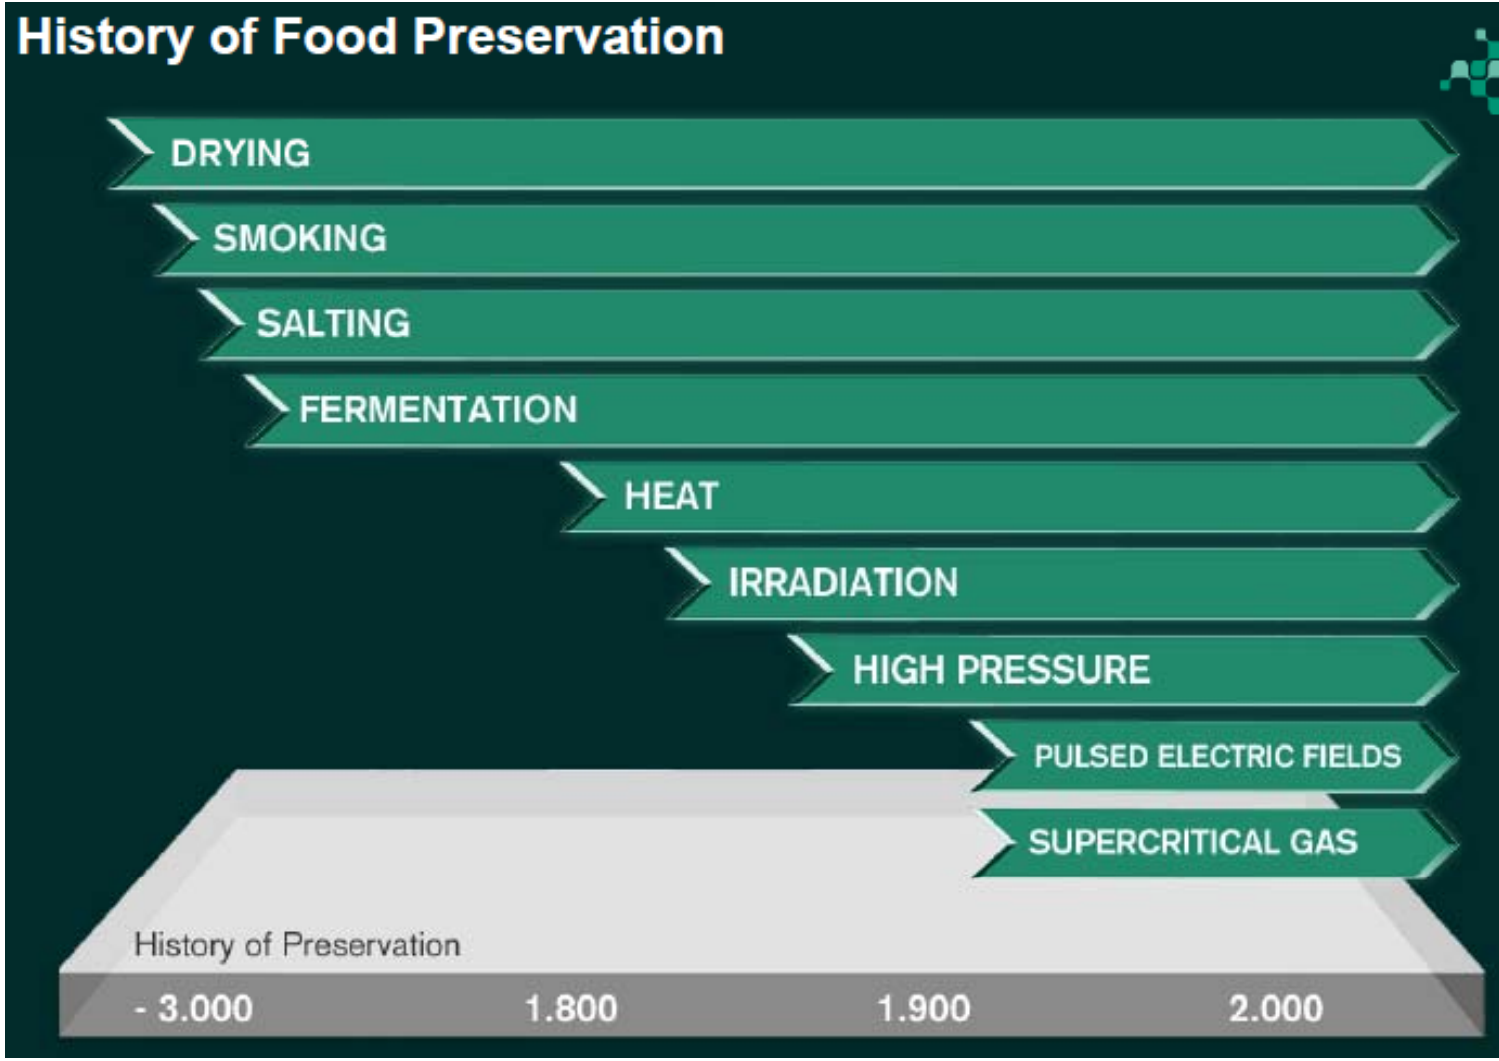 History of Food Preservation
DRYING
SMOKING
SALTING
FERMENTATION
HEAT
IRRADIATION
HIGH PRESSURE
PULSED ELECTRIC FIELDS
SUPERCRITICAL GAS
History of Preservation
- 3.000 1.800 1.900 2.000